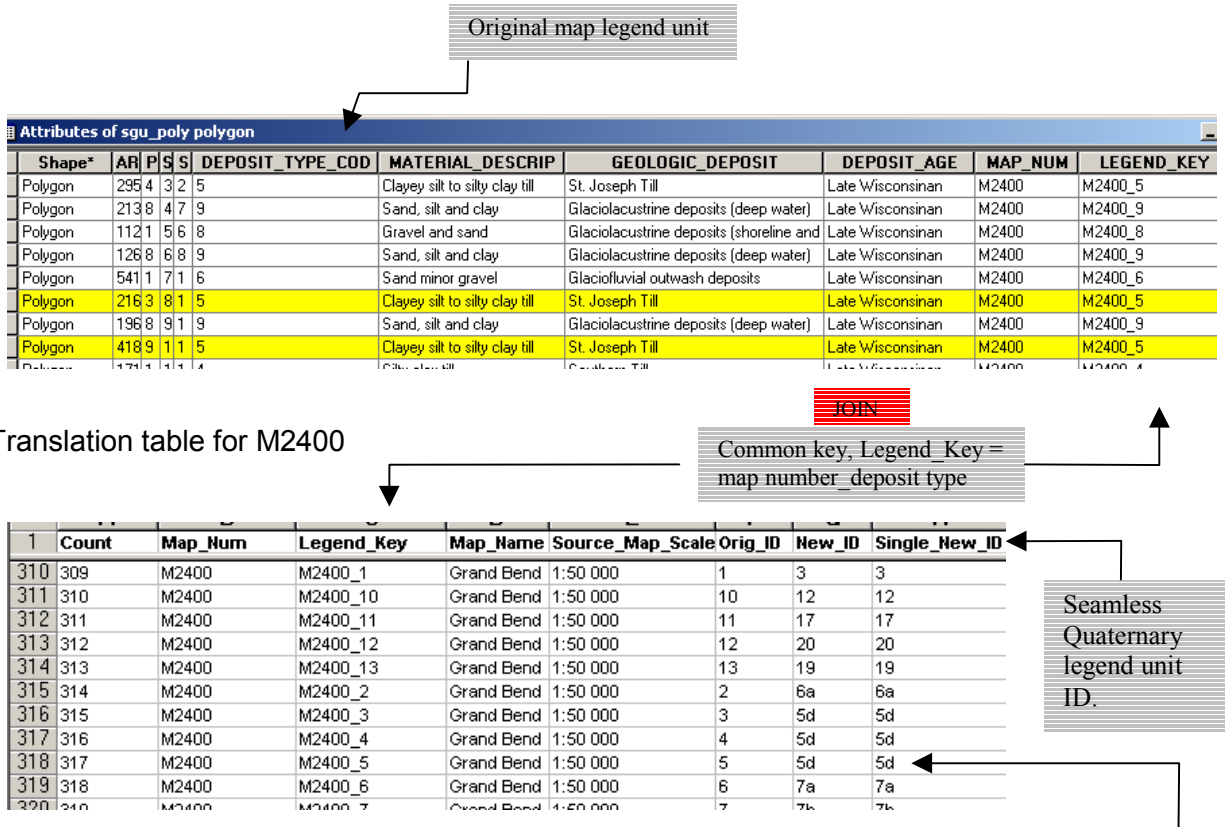 Original map legend unit
Attributes of sgu_poly polygon
Shape* AR P S S DEPOSIT_TYPE_COD MATERIAL_DESCRIP GEOLOGIC_DEPOSIT DEPOSIT_AGE MAP_NUM LEGEND_KEY
Polygon 295 4 3 2 5 Clayey silt to silty clay till St. Joseph Till Late Wisconsinan M2400 M2400_5
Polygon 213 8 4 7 9 Sand, silt and clay Glaciolacustrine deposits (deep water) Late Wisconsinan M2400 M2400_9
Polygon 112 1 5 6 8 Gravel and sand Glaciolacustrine deposits (shoreline and Late Wisconsinan M2400 M2400_8
Polygon 126 8 6 8 9 Sand, silt and clay Glaciolacustrine deposits (deep water) Late Wisconsinan M2400 M2400_9
Polygon 541 1 7 1 6 Sand minor gravel Glaciofluvial outwash deposits Late Wisconsinan M2400 M2400_6
Polygon 216 3 8 1 5 Clayey silt to silty clay till St. Joseph Till Late Wisconsinan M2400 M2400_5
Polygon 196 8 9 1 9 Sand, silt and clay Glaciolacustrine deposits (deep water) Late Wisconsinan M2400 M2400_9
Polygon 418 9 1 1 5 Clayey silt to silty clay till St. Joseph Till Late Wisconsinan M2400 M2400_5
JOIN
Translation table for M2400
Common key, Legend_Key =
map number_deposit type
1 Count Map_Num Legend_Key Map_Name Source_Map_Scale Orig_ID New_ID Single_New_ID
310 309 M2400 M2400_1 Grand Bend 1:50 000 1 3 3
311 310 M2400 M2400_10 Grand Bend 1:50 000 10 12 12
312 311 M2400 M2400_11 Grand Bend 1:50 000 11 17 17
313 312 M2400 M2400_12 Grand Bend 1:50 000 12 20 20
314 313 M2400 M2400_13 Grand Bend 1:50 000 13 19 19
315 314 M2400 M2400_2 Grand Bend 1:50 000 2 6a 6a
316 315 M2400 M2400_3 Grand Bend 1:50 000 3 5d 5d
317 316 M2400 M2400_4 Grand Bend 1:50 000 4 5d 5d
318 317 M2400 M2400_5 Grand Bend 1:50 000 5 5d 5d
319 318 M2400 M2400_6 Grand Bend 1:50 000 6 7a 7a
Seamless
Quaternary
legend unit
ID.